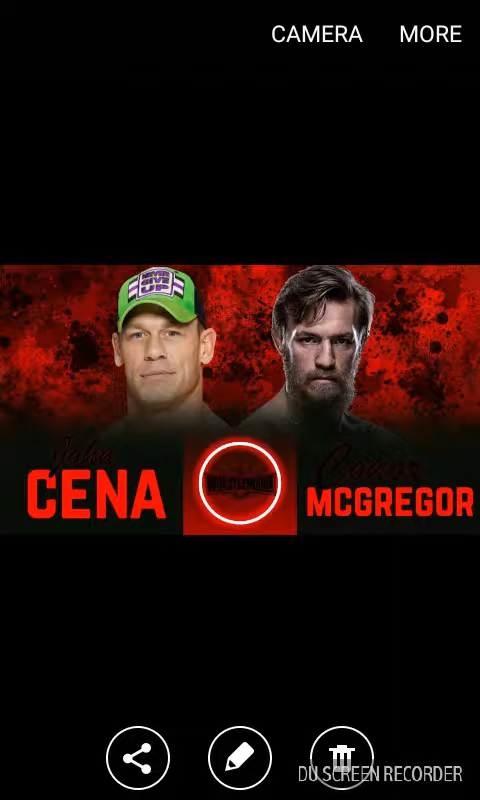 CAMERA MORE
NEVER
GIVE
UP
John
CENA
WRESTLEMANIA
Conor
MCGREGOR
DU SCREEN RECORDER